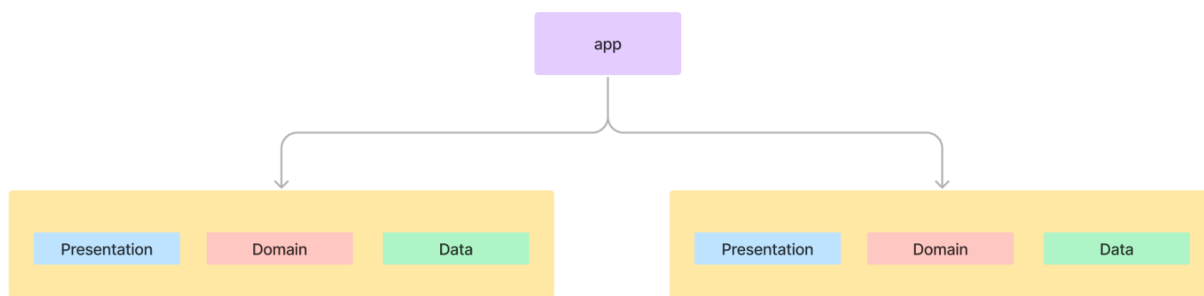 app
Presentation
Domain
Data
Presentation
Domain
Data